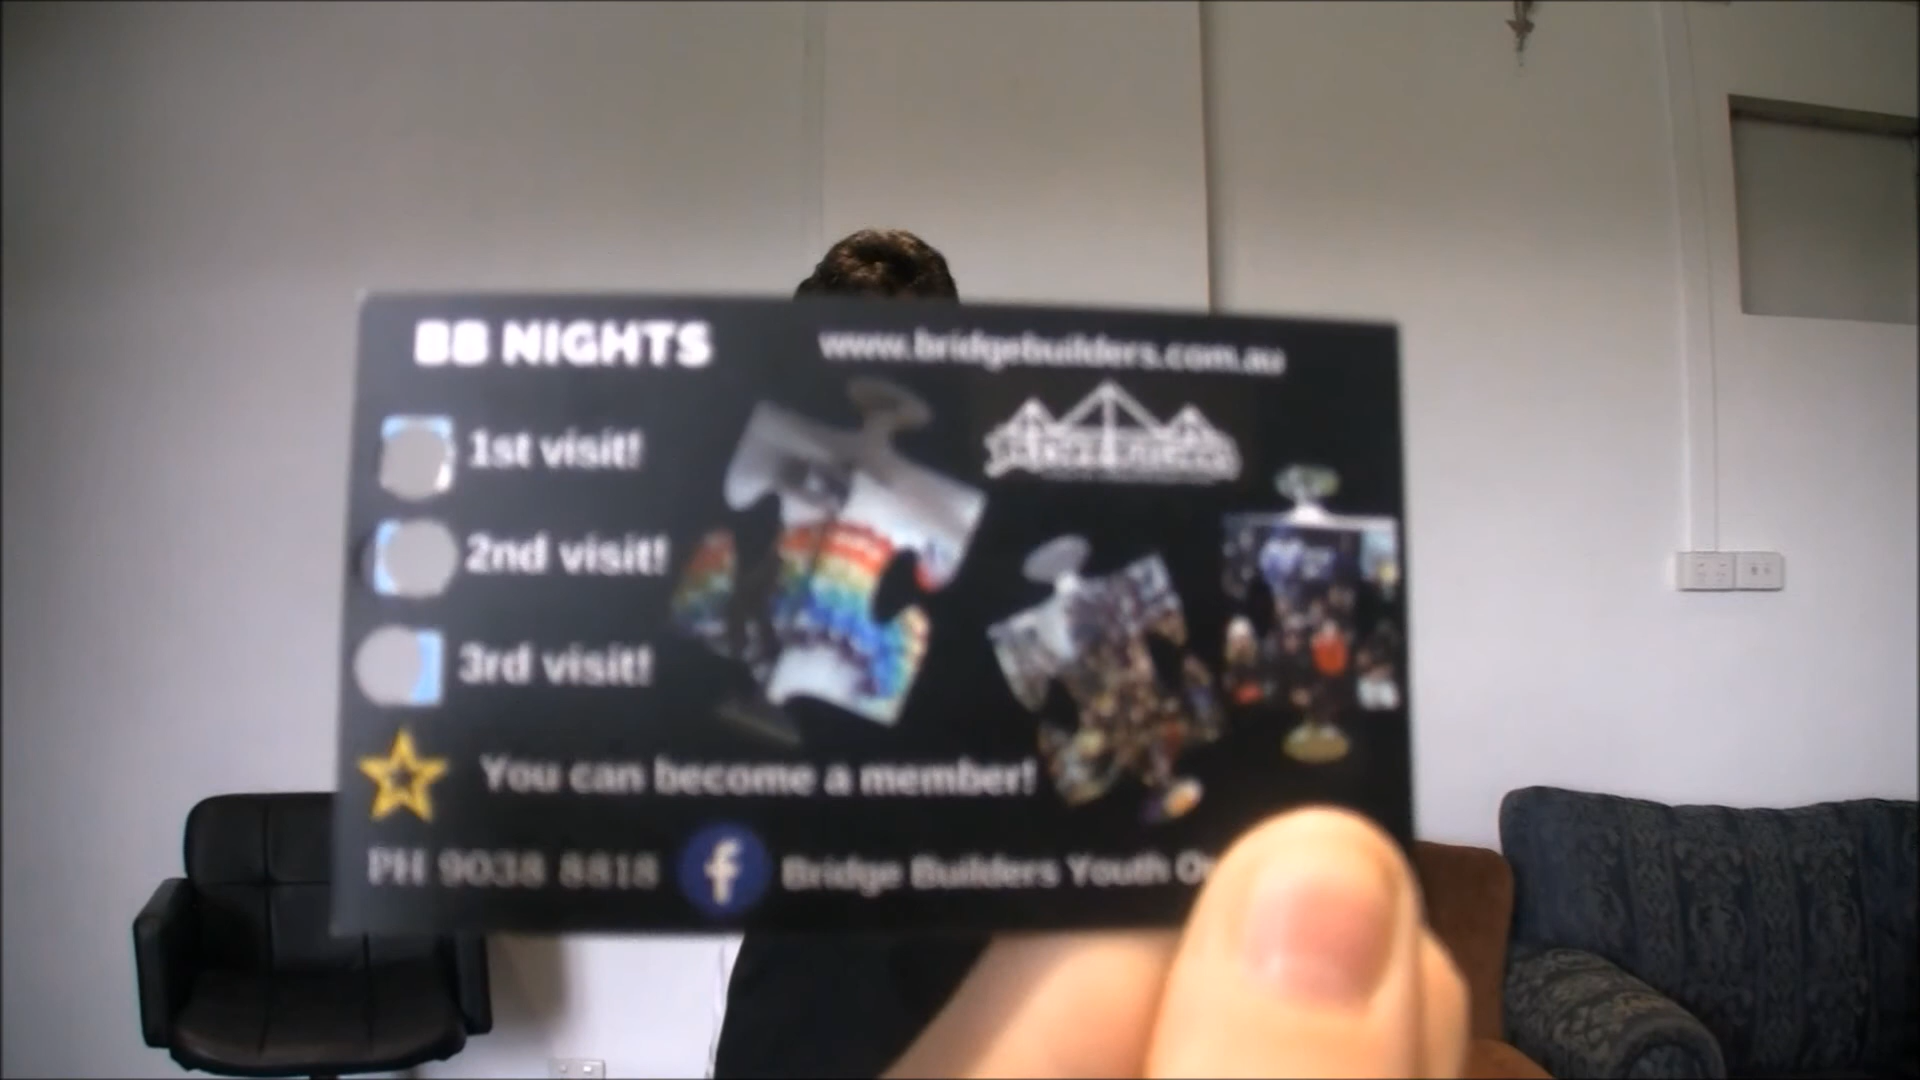 BB NIGHTS
www.bridgebuilders.com.au
1st visit!
2nd visit!
3rd visit!
You can become a member!
PH 9038 8818
f Bridge Builders Youth